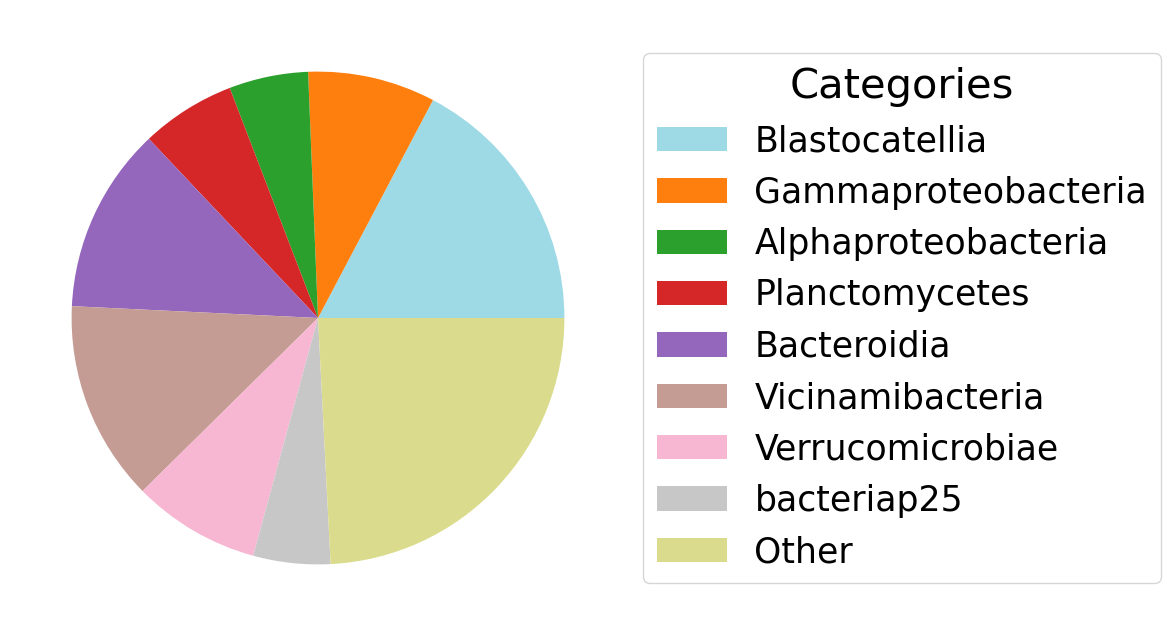 Categories
Blastocatellia
Gammaproteobacteria
Alphaproteobacteria
Planctomycetes
Bacteroidia
Vicinamibacteria
Verrucomicrobiae
bacteriap25
Other